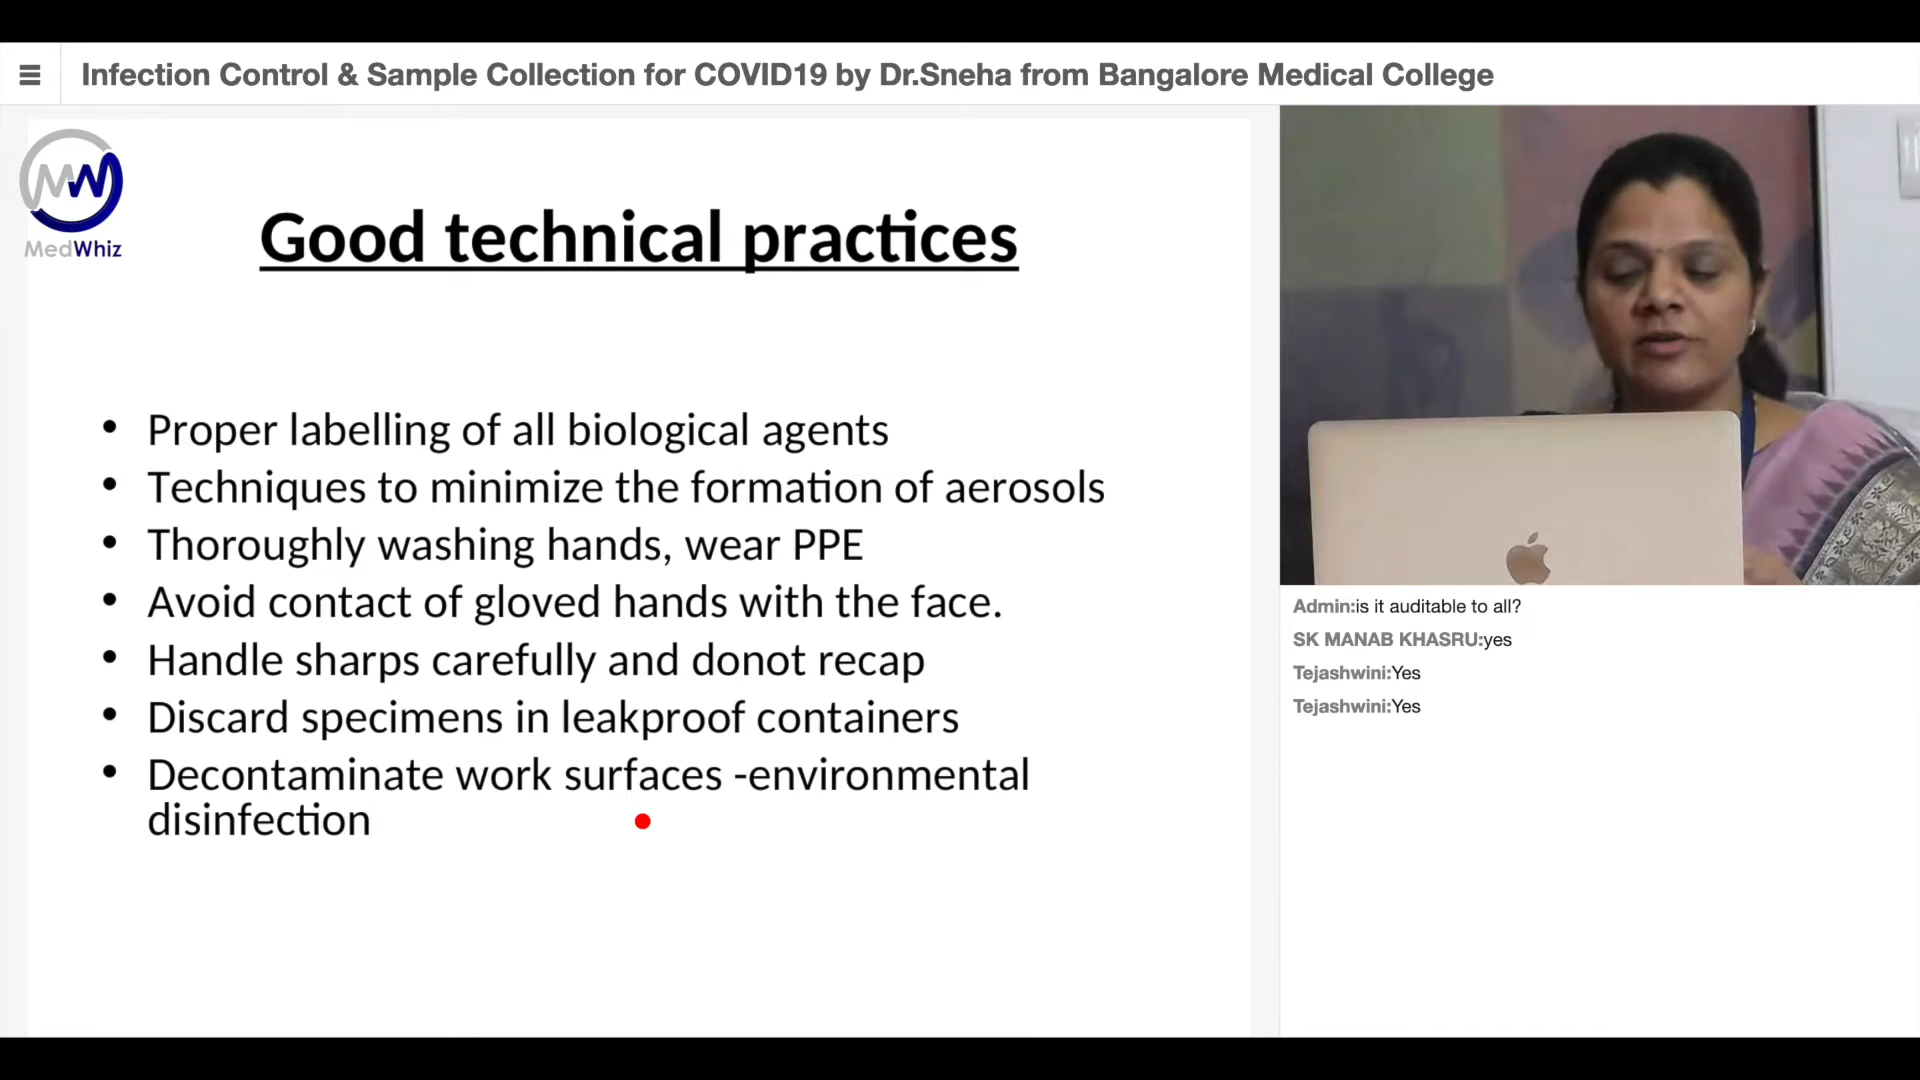 Infection Control & Sample Collection for COVID19 by Dr.Sneha from Bangalore Medical College
MW
MedWhiz
Good technical practices
• Proper labelling of all biological agents
• Techniques to minimize the formation of aerosols
• Thoroughly washing hands, wear PPE
• Avoid contact of gloved hands with the face.
• Handle sharps carefully and donot recap
• Discard specimens in leakproof containers
• Decontaminate work surfaces -environmental
disinfection
Admin:is it auditable to all?
SK MANAB KHASRU:yes
Tejashwini:Yes
Tejashwini:Yes